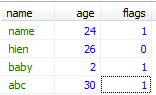 name age flags
name 24 1
hien 26 0
baby 2 1
abc 30 1